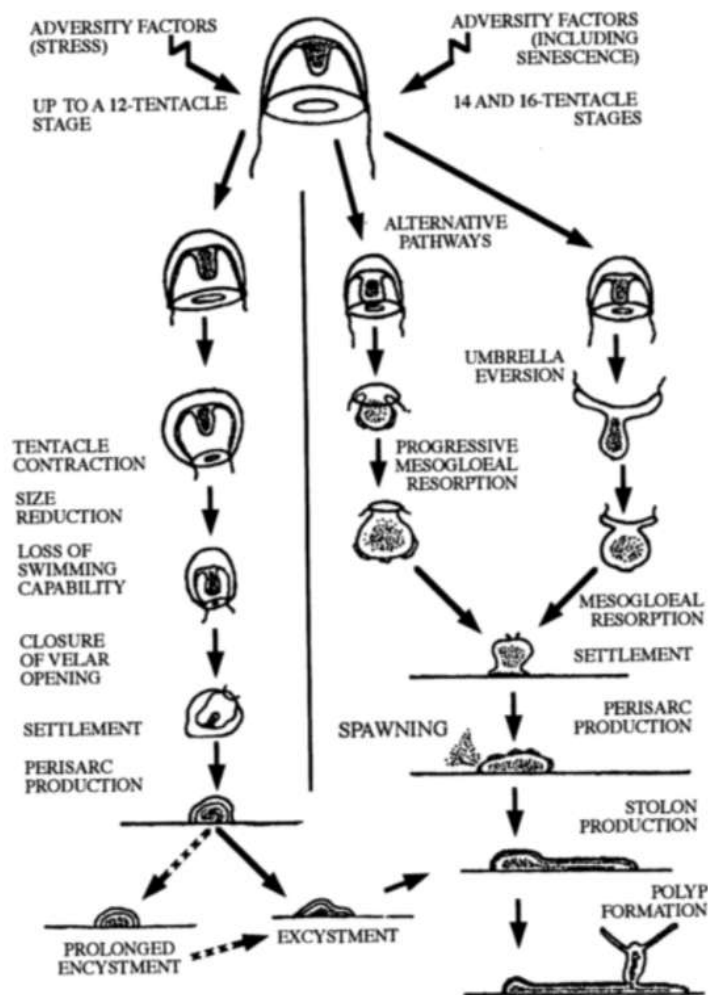 ADVERSITY FACTORS
(STRESS)
ADVERSITY FACTORS
(INCLUDING
SENESCENCE)
UP TO A 12-TENTACLE
STAGE
14 AND 16-TENTACLE
STAGES
ALTERNATIVE
PATHWAYS
UMBRELLA
EVERSION
TENTACLE
CONTRACTION
PROGRESSIVE
MESOGLOEAL
RESORPTION
SIZE
REDUCTION
LOSS OF
SWIMMING
CAPABILITY
MESOGLOEAL
RESORPTION
CLOSURE
OF VELAR
OPENING
SETTLEMENT
SETTLEMENT
SPAWNING
PERISARC
PRODUCTION
PERISARC
PRODUCTION
STOLON
PRODUCTION
POLYP
FORMATION
PROLONGED
ENCYSTMENT
EXCYSTMENT